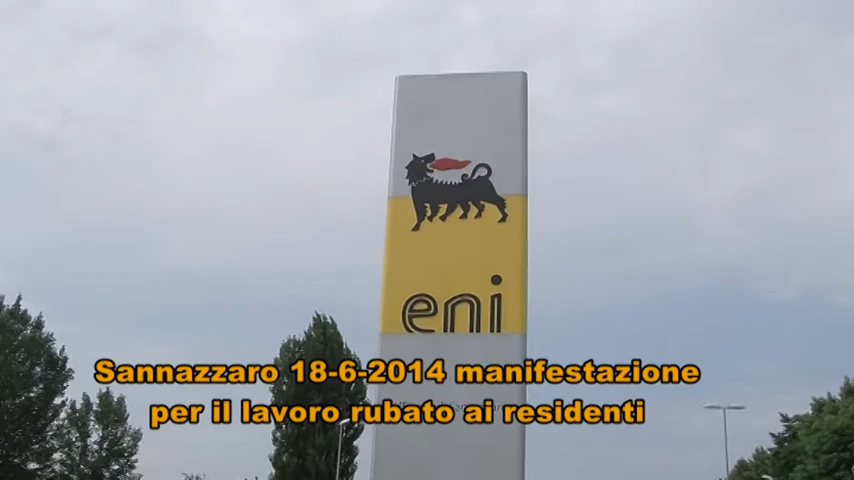 eni
Sannazzaro 18-6-2014 manifestazione
per il lavoro rubato ai residenti